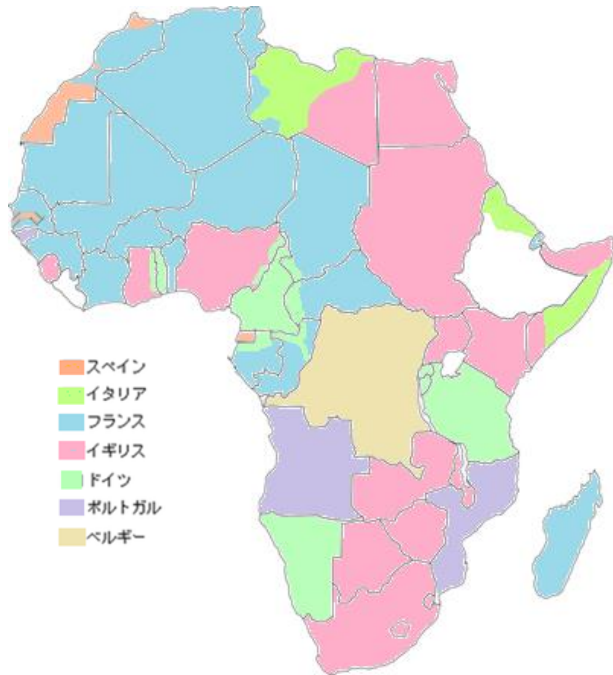 スペイン
イタリア
フランス
イギリス
ドイツ
ポルトガル
ベルギー